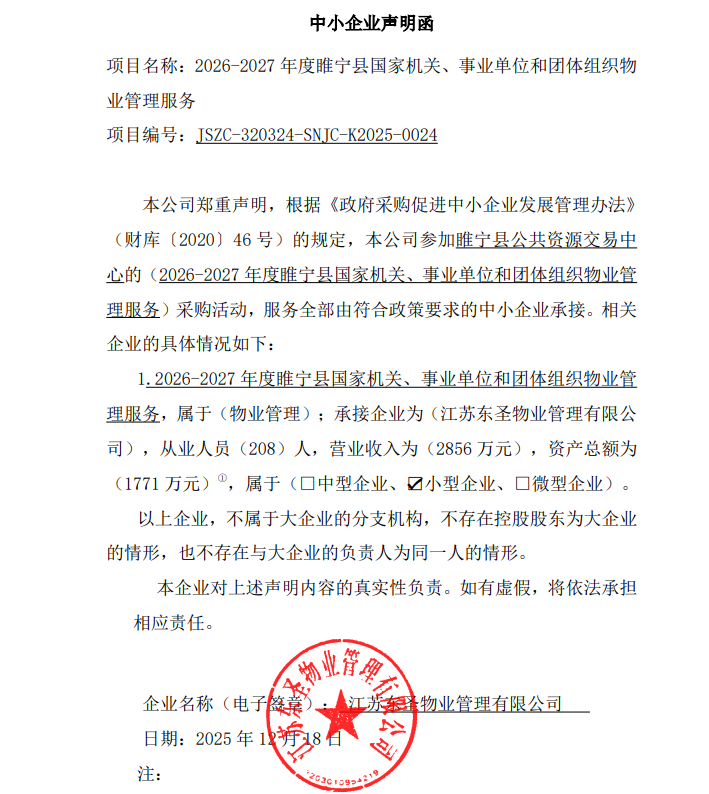 中小企业声明函
项目名称：2026-2027 年度睢宁县国家机关、事业单位和团体组织物
业管理服务
项目编号：JSZC-320324-SNJC-K2025-0024
本公司郑重声明，根据《政府采购促进中小企业发展管理办法》
（财库〔2020〕46 号）的规定，本公司参加睢宁县公共资源交易中
心的（2026-2027 年度睢宁县国家机关、事业单位和团体组织物业管
理服务）采购活动，服务全部由符合政策要求的中小企业承接。相关
企业的具体情况如下：
1.2026-2027 年度睢宁县国家机关、事业单位和团体组织物业管
理服务，属于（物业管理）；承接企业为（江苏东圣物业管理有限公
司），从业人员（208）人，营业收入为（2856 万元），资产总额为
（1771 万元）①，属于（□中型企业、☑小型企业、□微型企业）。
以上企业，不属于大企业的分支机构，不存在控股股东为大企业
的情形，也不存在与大企业的负责人为同一人的情形。
本企业对上述声明内容的真实性负责。如有虚假，将依法承担
相应责任。
企业名称（电子签章）：江苏东圣物业管理有限公司
日期：2025 年 12 月 18 日
注：
江苏东圣物业管理有限公司